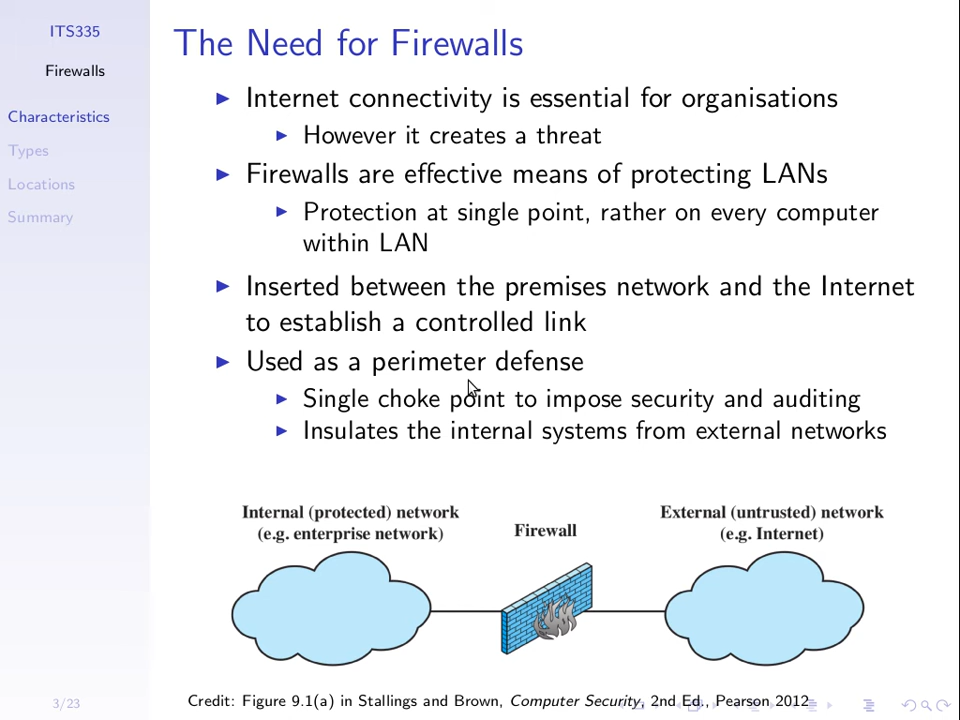 ITS335
Firewalls
Characteristics
Types
Locations
Summary
The Need for Firewalls
Internet connectivity is essential for organisations
However it creates a threat
Firewalls are effective means of protecting LANs
Protection at single point, rather on every computer
within LAN
Inserted between the premises network and the Internet
to establish a controlled link
Used as a perimeter defense
Single choke point to impose security and auditing
Insulates the internal systems from external networks
Internal (protected) network
(e.g. enterprise network)
Firewall
External (untrusted) network
(e.g. Internet)
Credit: Figure 9.1(a) in Stallings and Brown, Computer Security, 2nd Ed., Pearson 2012
3/23